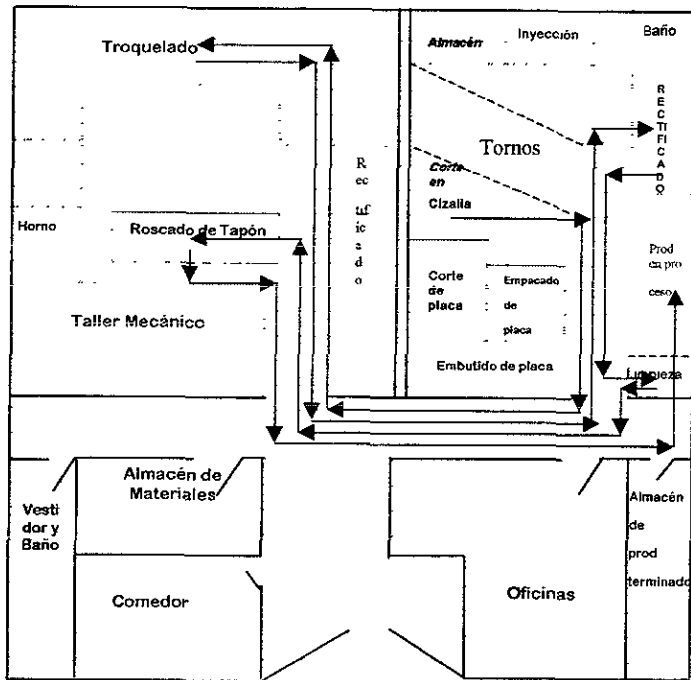 Troquelado
Almacén
Inyección
Baño
RECTIFICADO
Tornos
Corte
en
Cizalla
R
ec
tific
a
d
o
Horno
Roscado de Tapón
Prod
en pro
ceso
Corte
de
placa
Empacado
de
placa
Taller Mecánico
Embutido de placa
Limpieza
Almacén de
Materiales
Vesti
dor y
Baño
Almacén
de
prod
terminado
Comedor
Oficinas